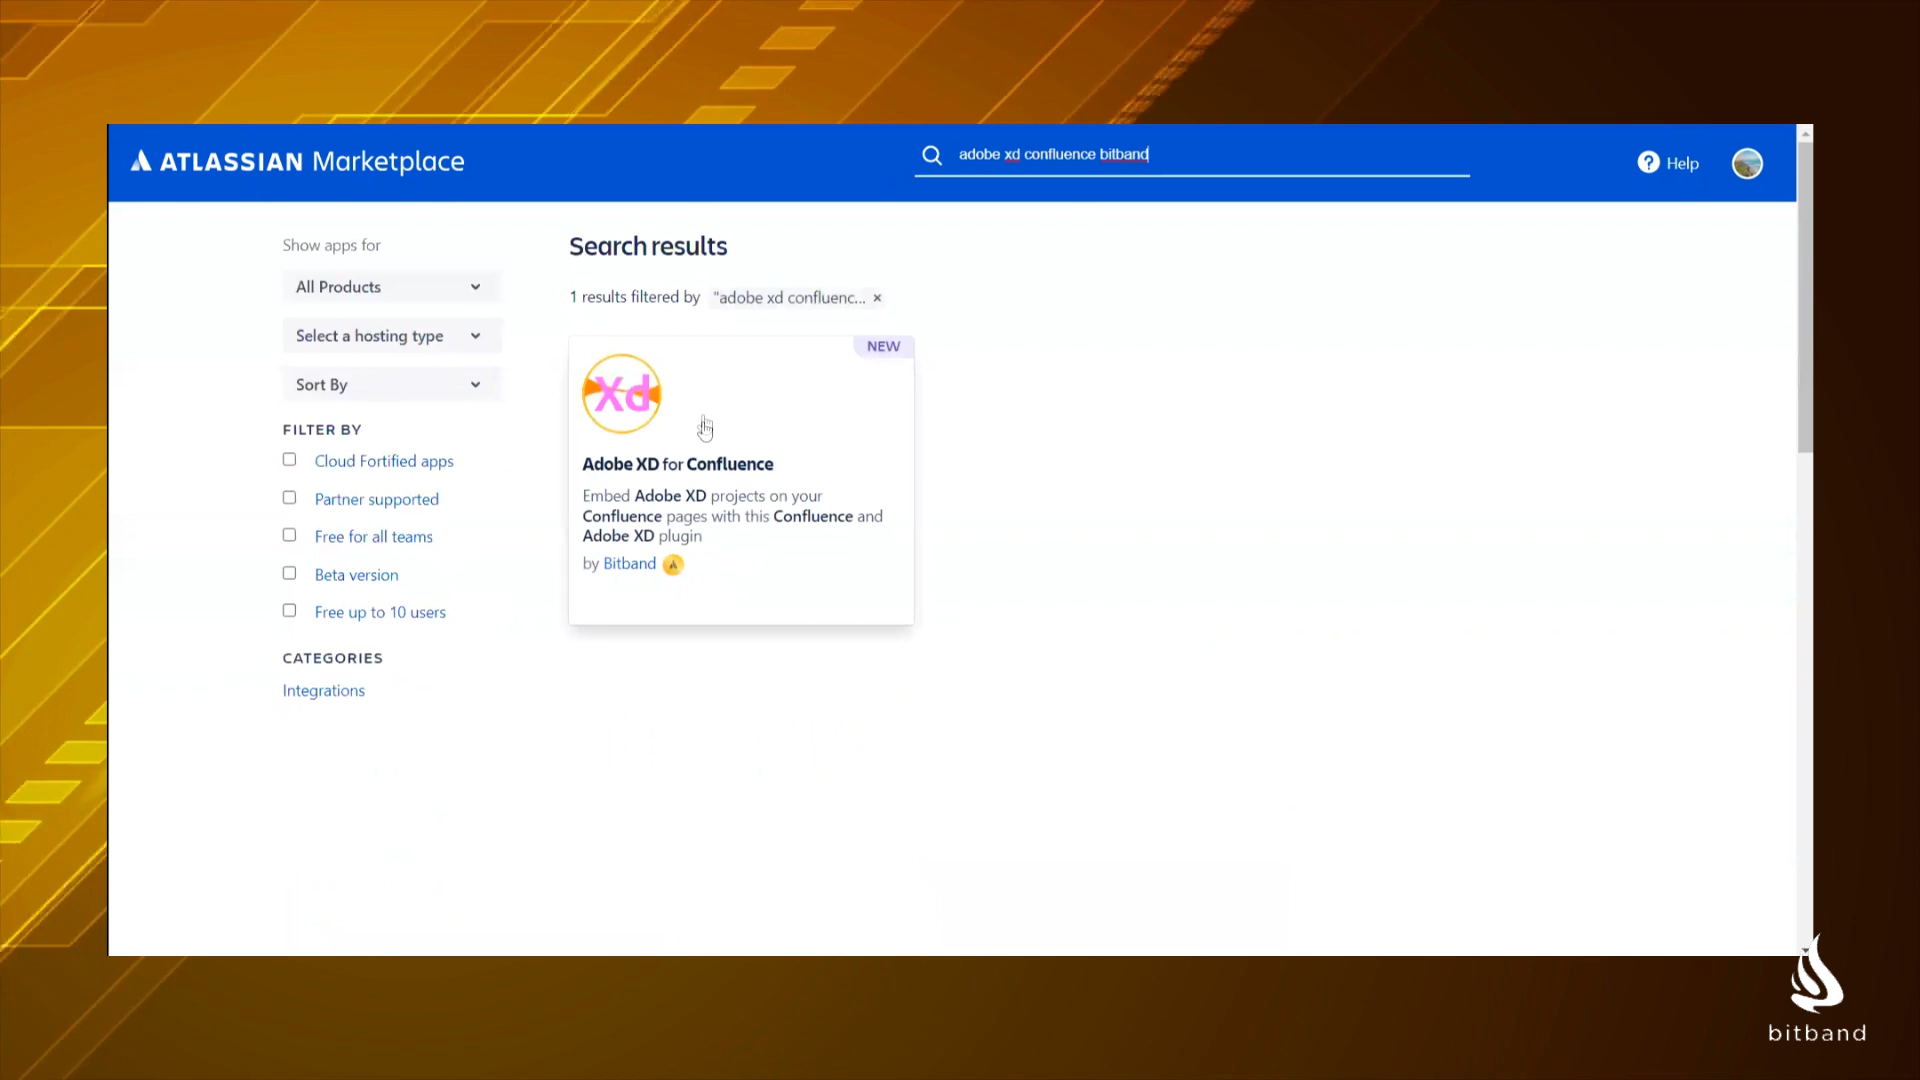 ATLASSIAN Marketplace
adobe xd confluence bitband
? Help
Show apps for
All Products
Select a hosting type
Sort By
FILTER BY
Cloud Fortified apps
Partner supported
Free for all teams
Beta version
Free up to 10 users
CATEGORIES
Integrations
Search results
1 results filtered by "adobe xd confluenc... ×
NEW
Xd
Adobe XD for Confluence
Embed Adobe XD projects on your
Confluence pages with this Confluence and
Adobe XD plugin
by Bitband
bitband